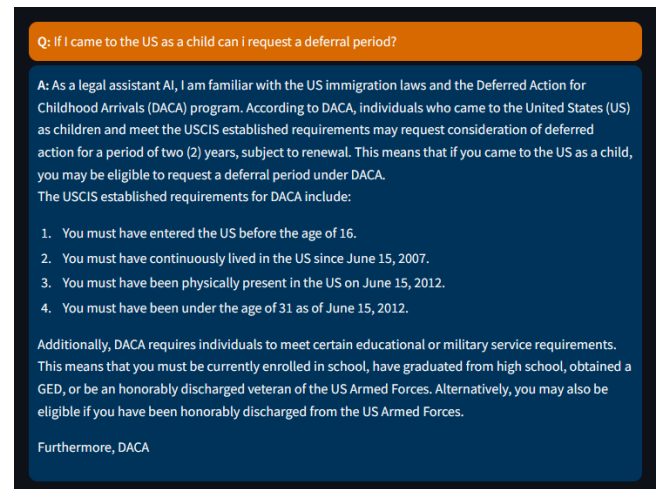 Q: If I came to the US as a child can i request a deferral period?
A: As a legal assistant AI, I am familiar with the US immigration laws and the Deferred Action for
Childhood Arrivals (DACA) program. According to DACA, individuals who came to the United States (US)
as children and meet the USCIS established requirements may request consideration of deferred
action for a period of two (2) years, subject to renewal. This means that if you came to the US as a child,
you may be eligible to request a deferral period under DACA.
The USCIS established requirements for DACA include:
1. You must have entered the US before the age of 16.
2. You must have continuously lived in the US since June 15, 2007.
3. You must have been physically present in the US on June 15, 2012.
4. You must have been under the age of 31 as of June 15, 2012.
Additionally, DACA requires individuals to meet certain educational or military service requirements.
This means that you must be currently enrolled in school, have graduated from high school, obtained a
GED, or be an honorably discharged veteran of the US Armed Forces. Alternatively, you may also be
eligible if you have been honorably discharged from the US Armed Forces.
Furthermore, DACA